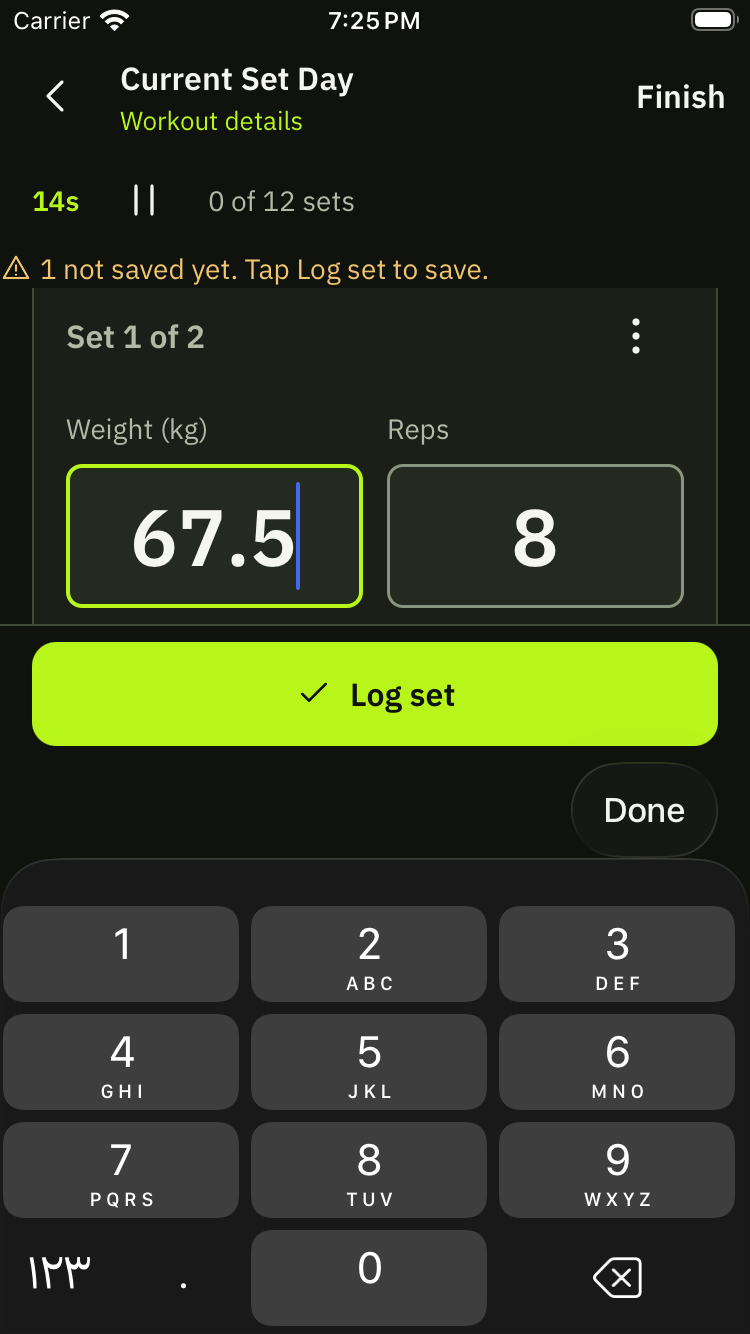 Carrier 7:25 PM
Current Set Day
Workout details
Finish
14s 0 of 12 sets
1 not saved yet. Tap Log set to save.
Set 1 of 2
Weight (kg) Reps
67.5 8
Log set
Done
1 2 3
ABC DEF
4 5 6
GHI JKL MNO
7 8 9
PQRS TUV WXYZ
١٢٣ . 0